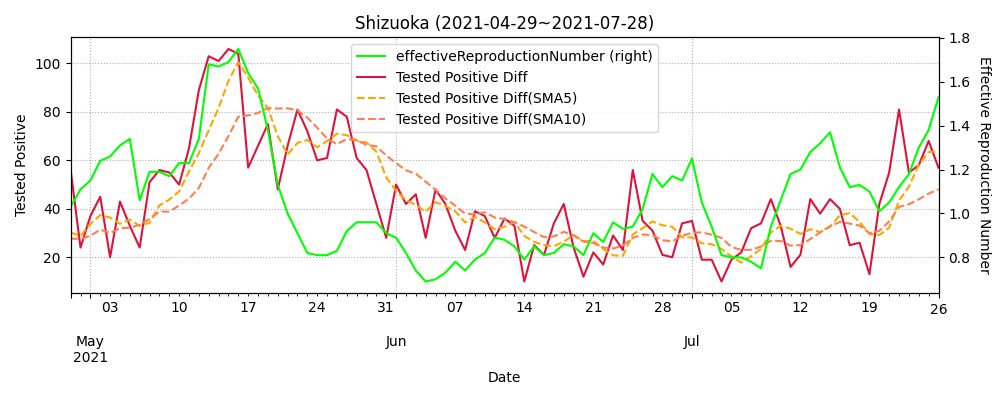 Shizuoka (2021-04-29~2021-07-28)
effectiveReproductionNumber (right)
Tested Positive Diff
Tested Positive Diff(SMA5)
Tested Positive Diff(SMA10)
Tested Positive
100
80
60
40
20
1.8
1.6
1.4
1.2
1.0
0.8
Effective Reproduction Number
03 10 17 24 31 07 14 21 28 05 12 19 26
May Jun Jul
2021
Date